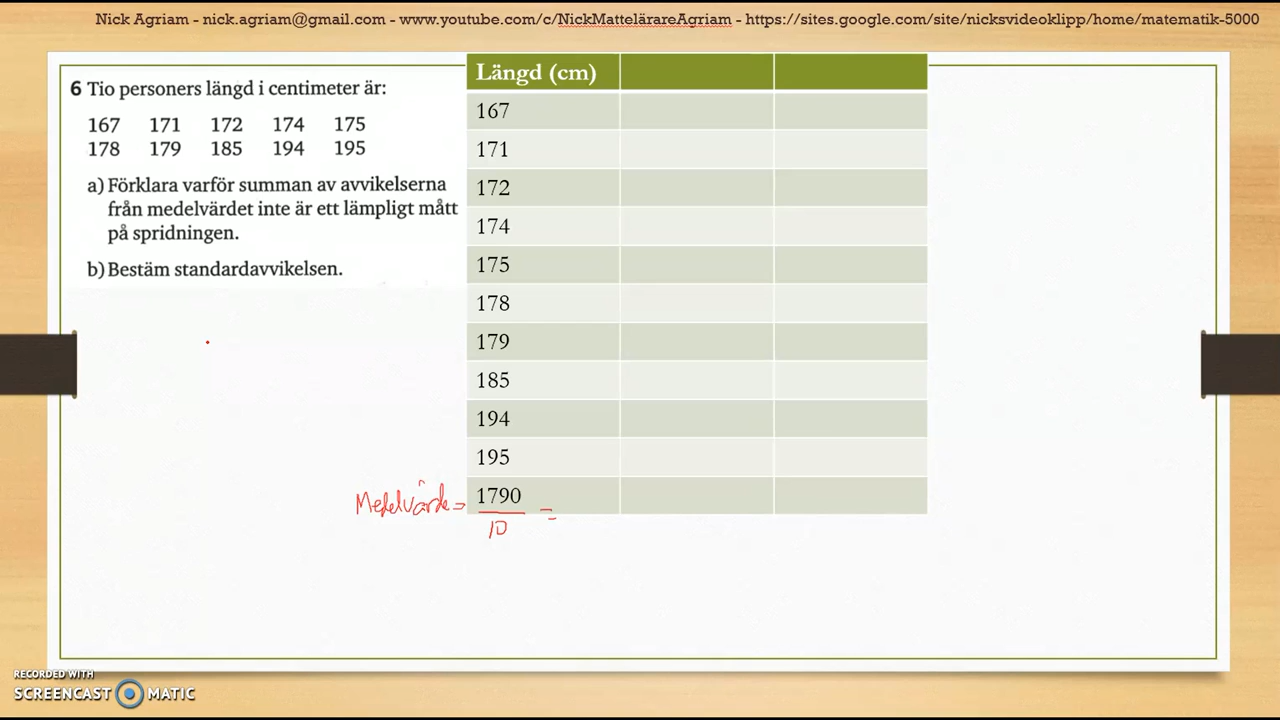 Nick Agriam - nick.agriam@gmail.com - www.youtube.com/c/NickMattelärareAgriam - https://sites.google.com/site/nicksvideoklipp/home/matematik-5000
6 Tio personers längd i centimeter är:
167 171 172 174 175
178 179 185 194 195
a) Förklara varför summan av avvikelserna
från medelvärdet inte är ett lämpligt mått
på spridningen.
b) Bestäm standardavvikelsen.
Längd (cm)
167
171
172
174
175
178
179
185
194
195
Medelvärde = 1790 =
10
RECORDED WITH
SCREENCAST MATIC